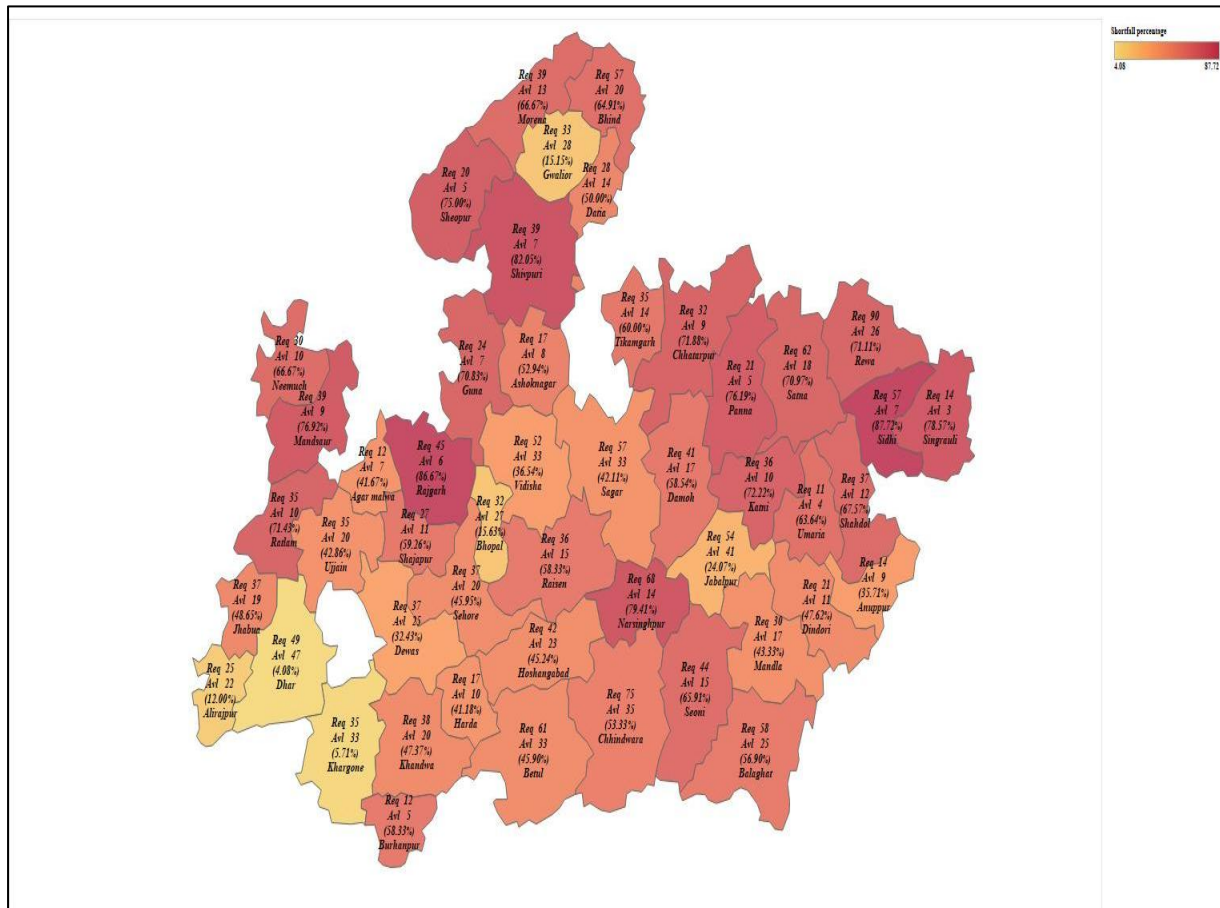 Shortfall percentage
4.08 87.72
Req 39
Avl 13
(66.67%)
Morena
Req 57
Avl 20
(64.91%)
Bhind
Req 33
Avl 28
(15.15%)
Gwalior
Req 28
Avl 14
(50.00%)
Datia
Req 20
Avl 5
(75.00%)
Sheopur
Req 39
Avl 7
(82.05%)
Shivpuri
Req 35
Avl 14
(60.00%)
Tikamgarh
Req 32
Avl 9
(71.88%)
Chhatarpur
Req 21
Avl 5
(76.19%)
Panna
Req 62
Avl 18
(70.97%)
Satna
Req 90
Avl 26
(71.11%)
Rewa
Req 57
Avl 7
(87.72%)
Sidhi
Req 14
Avl 3
(78.57%)
Singrauli
Req 30
Avl 10
(66.67%)
Neemuch
Req 39
Avl 9
(76.92%)
Mandsaur
Req 24
Avl 7
(70.83%)
Guna
Req 17
Avl 8
(52.94%)
Ashoknagar
Req 12
Avl 7
(41.67%)
Agar malwa
Req 45
Avl 6
(86.67%)
Rajgarh
Req 52
Avl 33
(36.54%)
Vidisha
Req 57
Avl 33
(42.11%)
Sagar
Req 41
Avl 17
(58.54%)
Damoh
Req 36
Avl 10
(72.22%)
Katni
Req 11
Avl 4
(63.64%)
Umaria
Req 37
Avl 12
(67.57%)
Shahdol
Req 35
Avl 10
(71.43%)
Ratlam
Req 35
Avl 20
(42.86%)
Ujjain
Req 27
Avl 11
(59.26%)
Shajapur
Req 32
Avl 27
(15.63%)
Bhopal
Req 37
Avl 20
(45.95%)
Sehore
Req 36
Avl 15
(58.33%)
Raisen
Req 68
Avl 14
(79.41%)
Narsinghpur
Req 54
Avl 41
(24.07%)
Jabalpur
Req 21
Avl 11
(47.62%)
Dindori
Req 14
Avl 9
(35.71%)
Anuppur
Req 37
Avl 19
(48.65%)
Jhabua
Req 49
Avl 47
(4.08%)
Dhar
Req 25
Avl 22
(12.00%)
Alirajpur
Req 37
Avl 25
(32.43%)
Dewas
Req 42
Avl 23
(45.24%)
Hoshangabad
Req 30
Avl 17
(43.33%)
Mandla
Req 44
Avl 15
(65.91%)
Seoni
Req 35
Avl 33
(5.71%)
Khargone
Req 38
Avl 20
(47.37%)
Khandwa
Req 17
Avl 10
(41.18%)
Harda
Req 61
Avl 33
(45.90%)
Betul
Req 75
Avl 35
(53.33%)
Chhindwara
Req 58
Avl 25
(56.90%)
Balaghat
Req 12
Avl 5
(58.33%)
Burhanpur